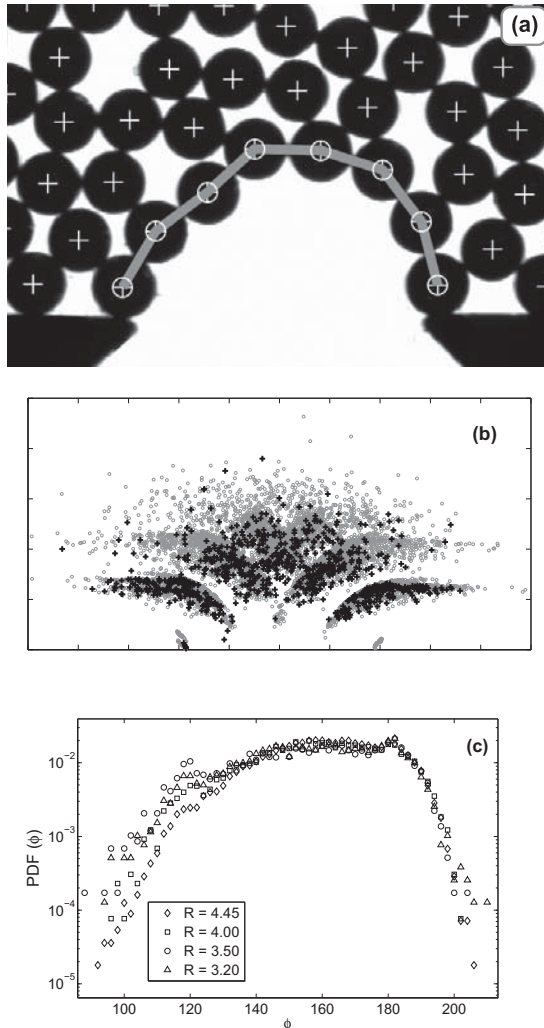 (a)
(b)
(c)
PDF (ϕ)
10⁻²
10⁻³
10⁻⁴
10⁻⁵
R = 4.45
R = 4.00
R = 3.50
R = 3.20
100 120 140 160 180 200
ϕ